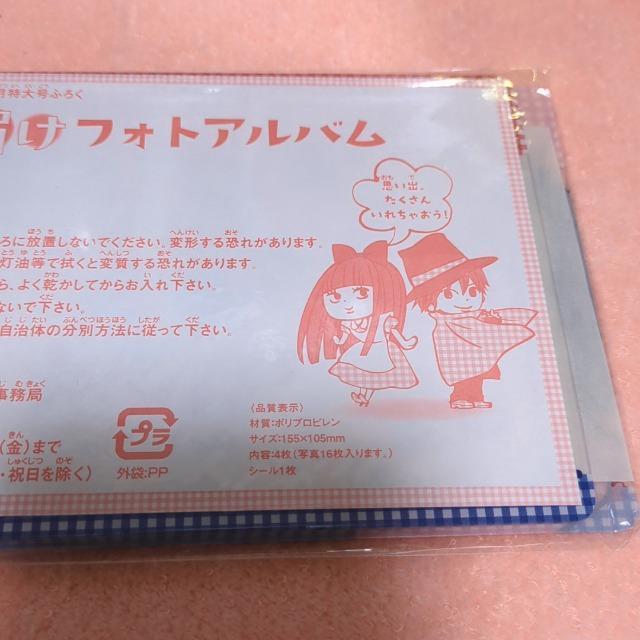 特大号ふろく
けフォトアルバム
思い出、
たくさん
いれちゃおう!
ろに放置しないでください。変形する恐れがあります。
灯油等で拭くと変質する恐れがあります。
ら、よく乾かしてからお入れ下さい。
ないで下さい。
自治体の分別方法に従って下さい。
事務局
(金)まで
・祝日を除く)
プラ
外袋:PP
〈品質表示〉
材質:ポリプロピレン
サイズ:155×105mm
内容:4枚(写真16枚入ります。)
シール1枚